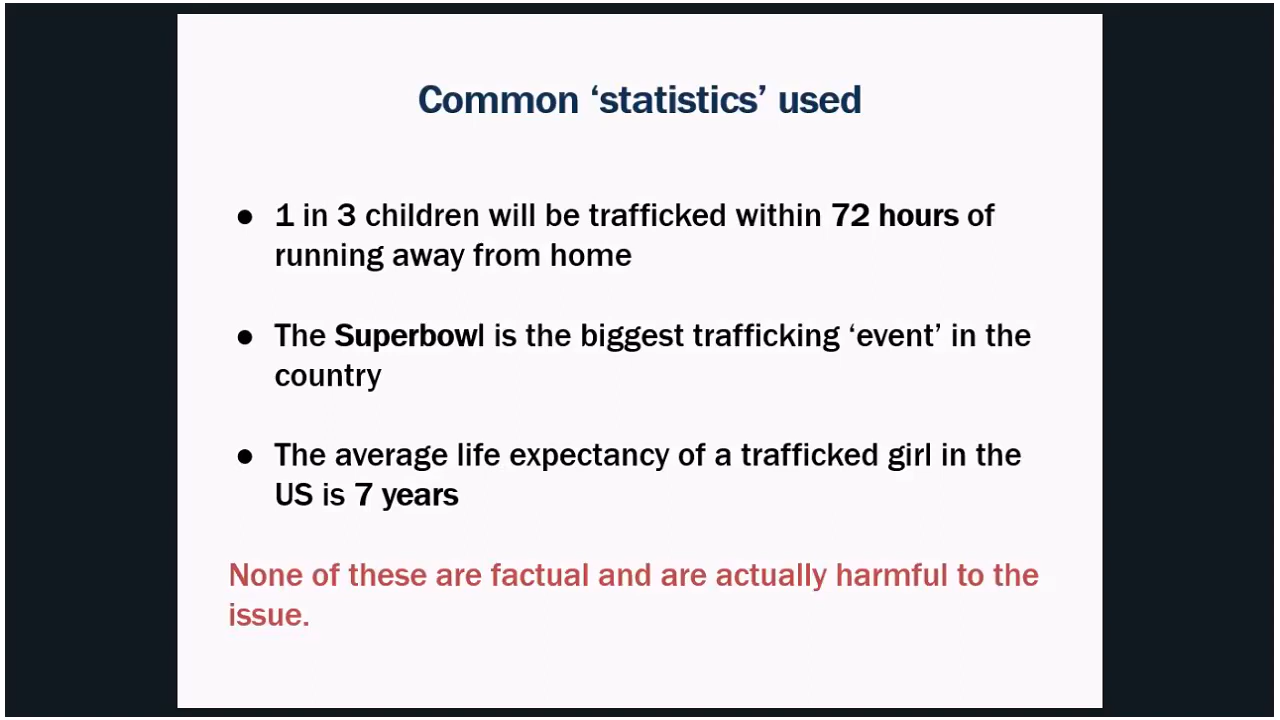 Common ‘statistics’ used
● 1 in 3 children will be trafficked within 72 hours of
running away from home
● The Superbowl is the biggest trafficking ‘event’ in the
country
● The average life expectancy of a trafficked girl in the
US is 7 years
None of these are factual and are actually harmful to the
issue.